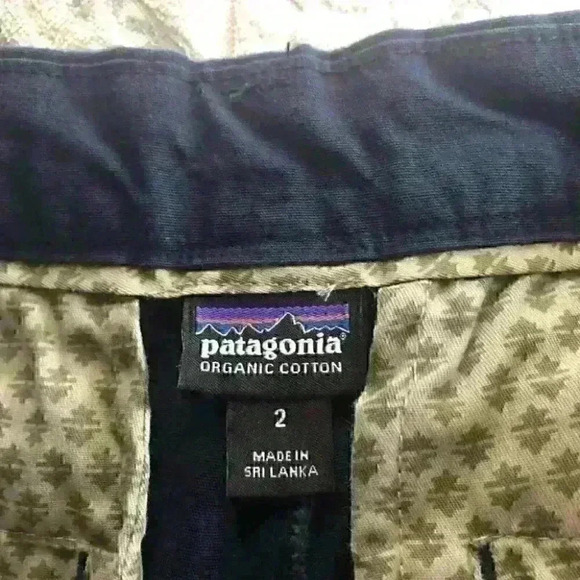 patagonia®
ORGANIC COTTON
2
MADE IN
SRI LANKA